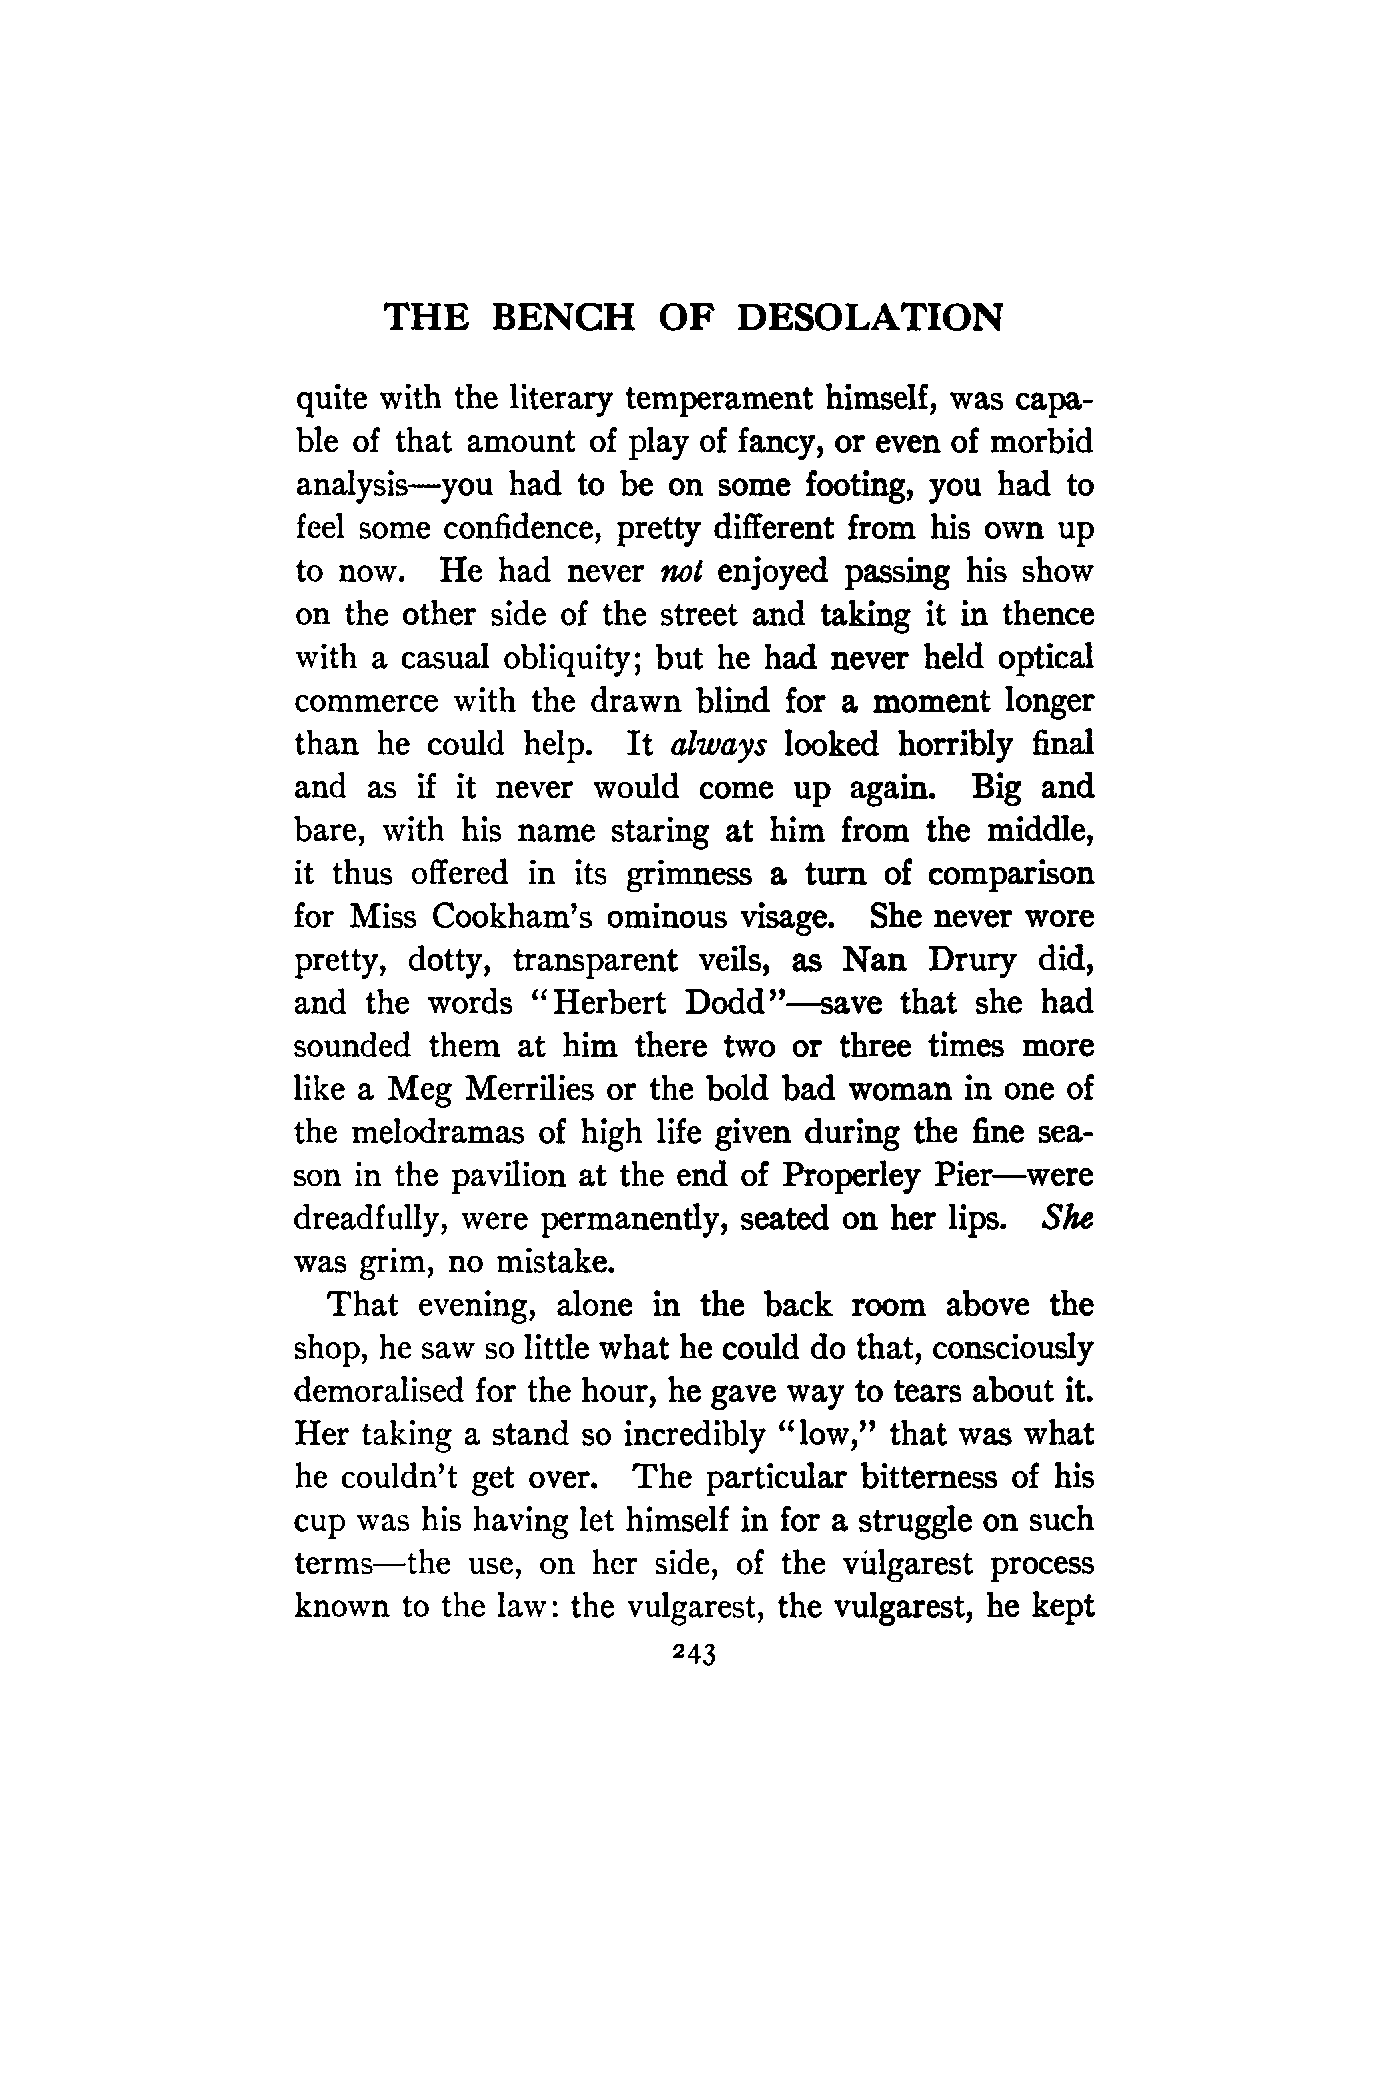 THE BENCH OF DESOLATION
quite with the literary temperament himself, was capa-
ble of that amount of play of fancy, or even of morbid
analysis—you had to be on some footing, you had to
feel some confidence, pretty different from his own up
to now. He had never not enjoyed passing his show
on the other side of the street and taking it in thence
with a casual obliquity; but he had never held optical
commerce with the drawn blind for a moment longer
than he could help. It always looked horribly final
and as if it never would come up again. Big and
bare, with his name staring at him from the middle,
it thus offered in its grimness a turn of comparison
for Miss Cookham's ominous visage. She never wore
pretty, dotty, transparent veils, as Nan Drury did,
and the words "Herbert Dodd"—save that she had
sounded them at him there two or three times more
like a Meg Merrilies or the bold bad woman in one of
the melodramas of high life given during the fine sea-
son in the pavilion at the end of Properley Pier—were
dreadfully, were permanently, seated on her lips. She
was grim, no mistake.
That evening, alone in the back room above the
shop, he saw so little what he could do that, consciously
demoralised for the hour, he gave way to tears about it.
Her taking a stand so incredibly "low," that was what
he couldn't get over. The particular bitterness of his
cup was his having let himself in for a struggle on such
terms—the use, on her side, of the vulgarest process
known to the law: the vulgarest, the vulgarest, he kept
243